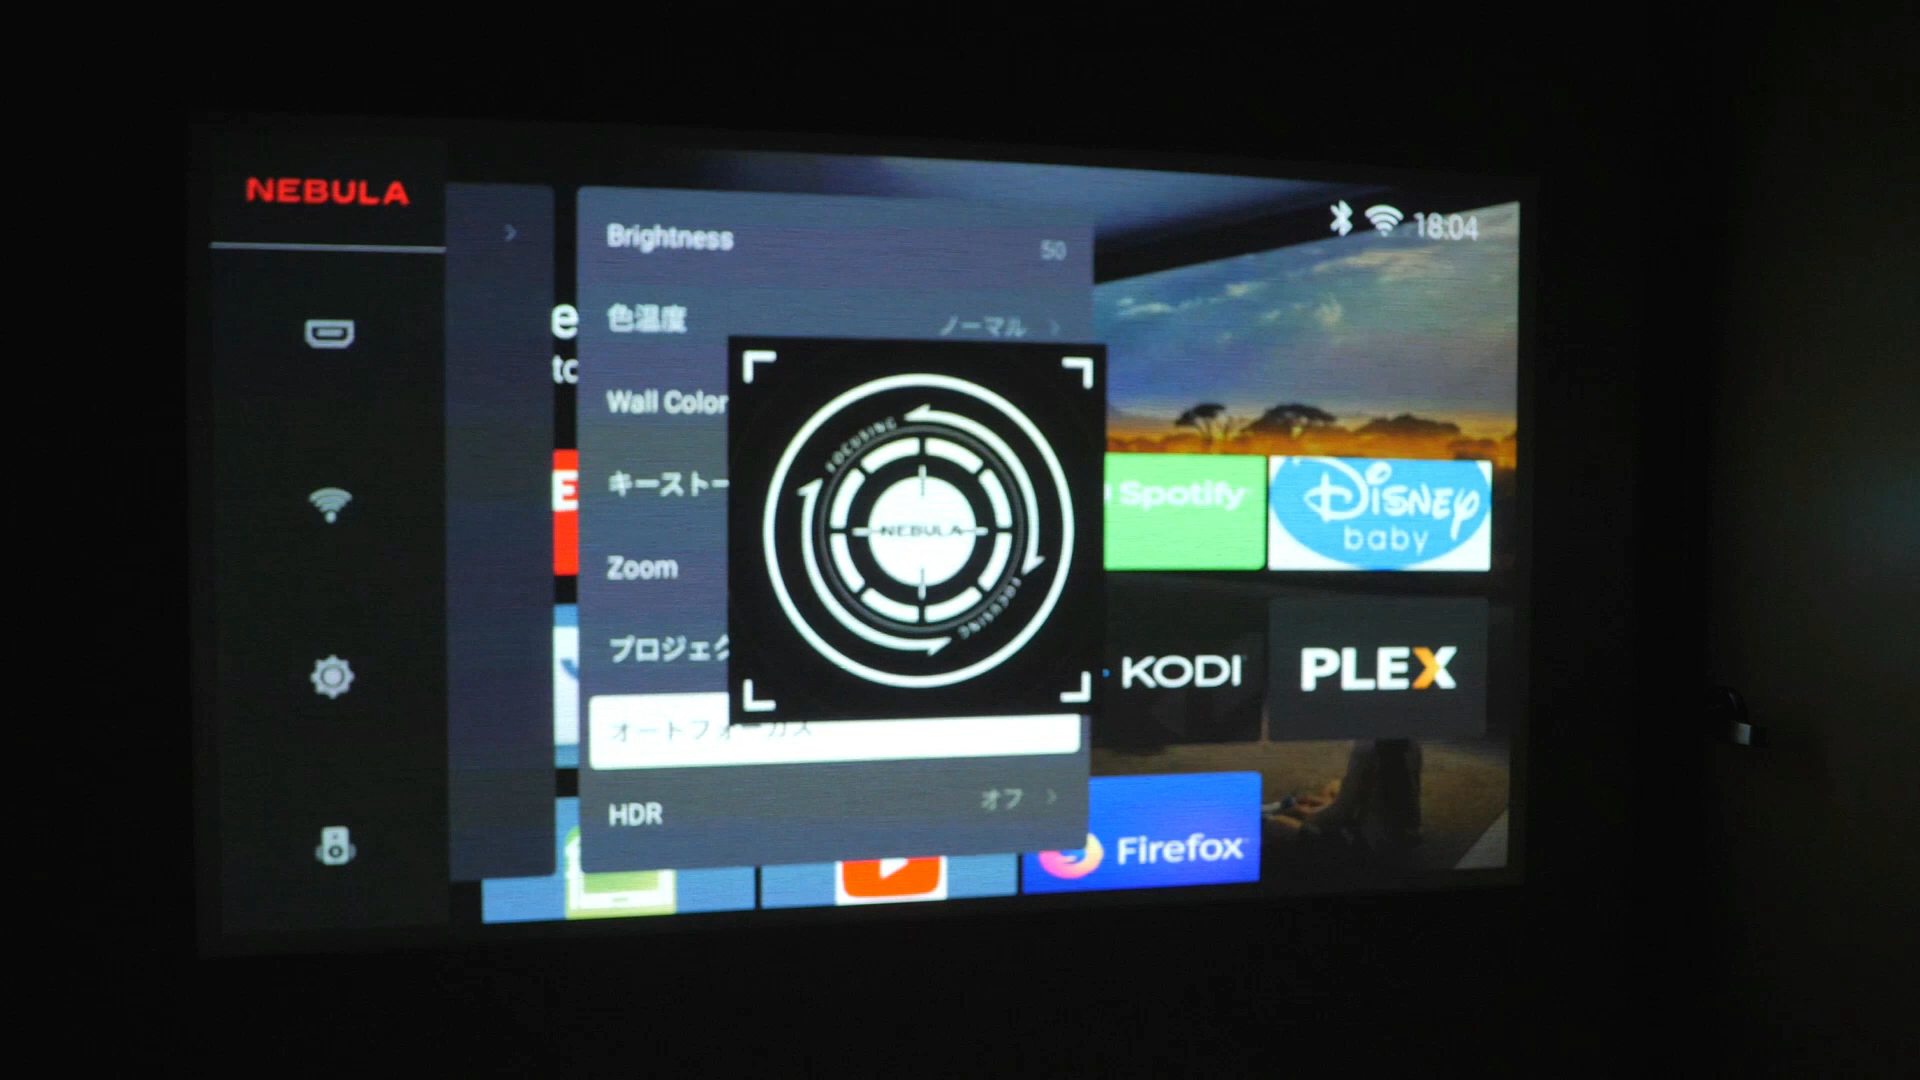 NEBULA
18:04
Brightness
50
色温度
ノーマル
Wall Color
キーストー
Zoom
プロジェク
オートフォーカス
HDR
オフ
FOCUSING
NEBULA
FOCUSING
Spotify
Disney
baby
KODI
PLEX
Firefox